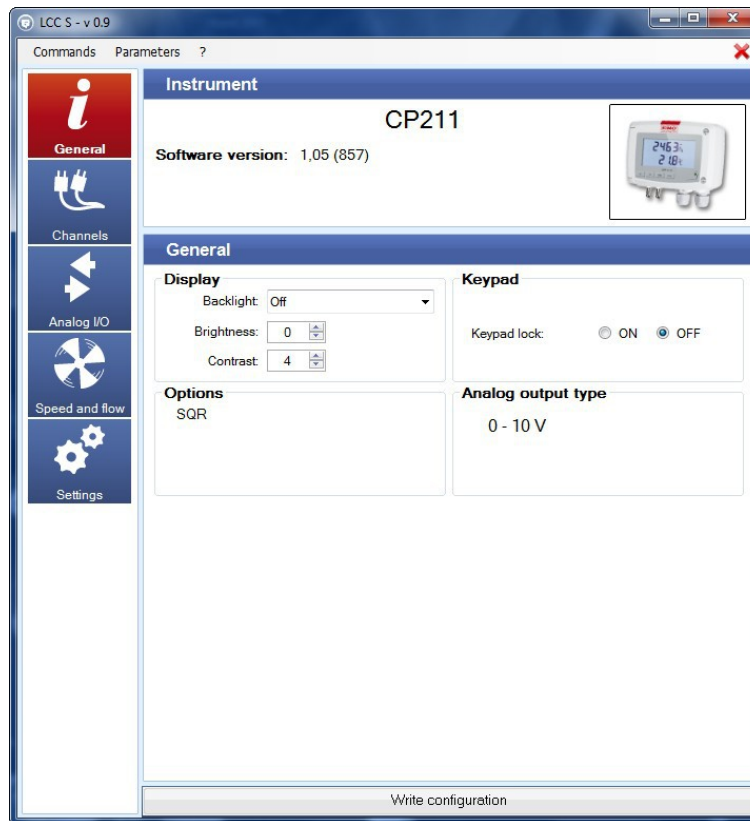 LCC S - v 0.9
Commands Parameters ?
General
Channels
Analog I/O
Speed and flow
Settings
Instrument
CP211
Software version: 1,05 (857)
General
Display
Backlight: Off
Brightness: 0
Contrast: 4
Keypad
Keypad lock: ON OFF
Options
SQR
Analog output type
0 - 10 V
Write configuration